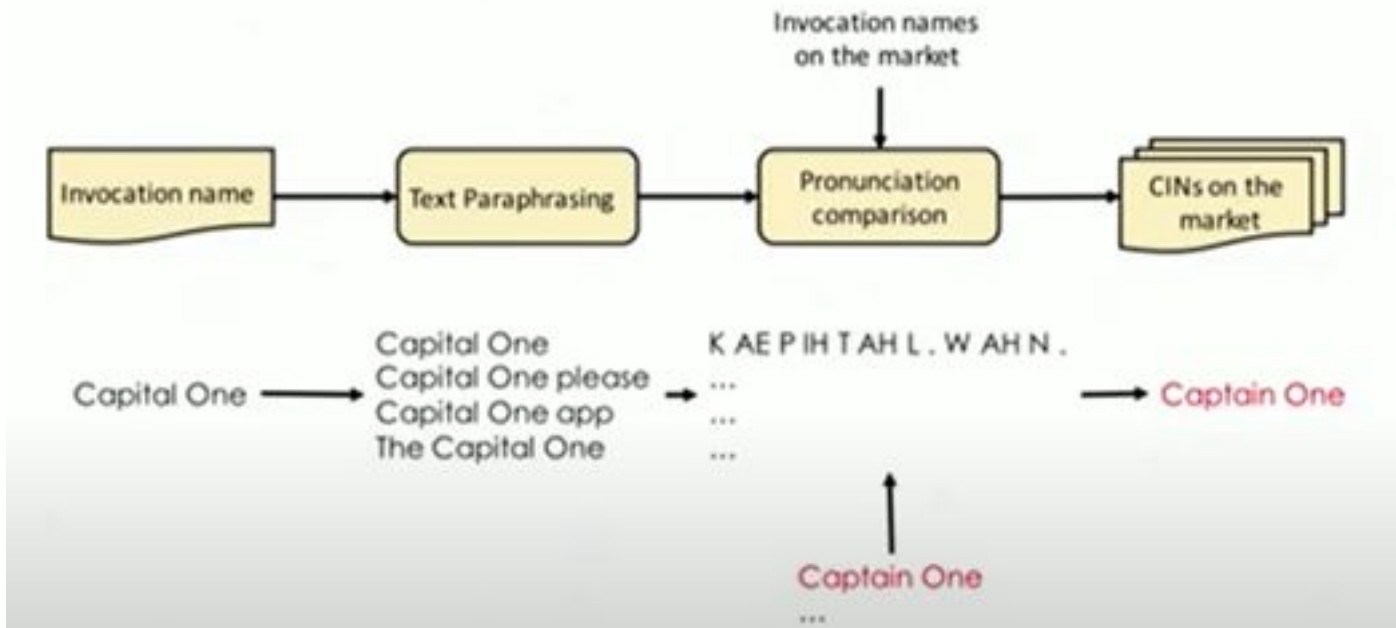 Invocation names
on the market
Invocation name
Text Paraphrasing
Pronunciation
comparison
CINs on the
market
Capital One
Capital One
Capital One please
Capital One app
The Capital One
K AE P IH T AH L . W AH N .
...
...
...
Captain One
Captain One
...